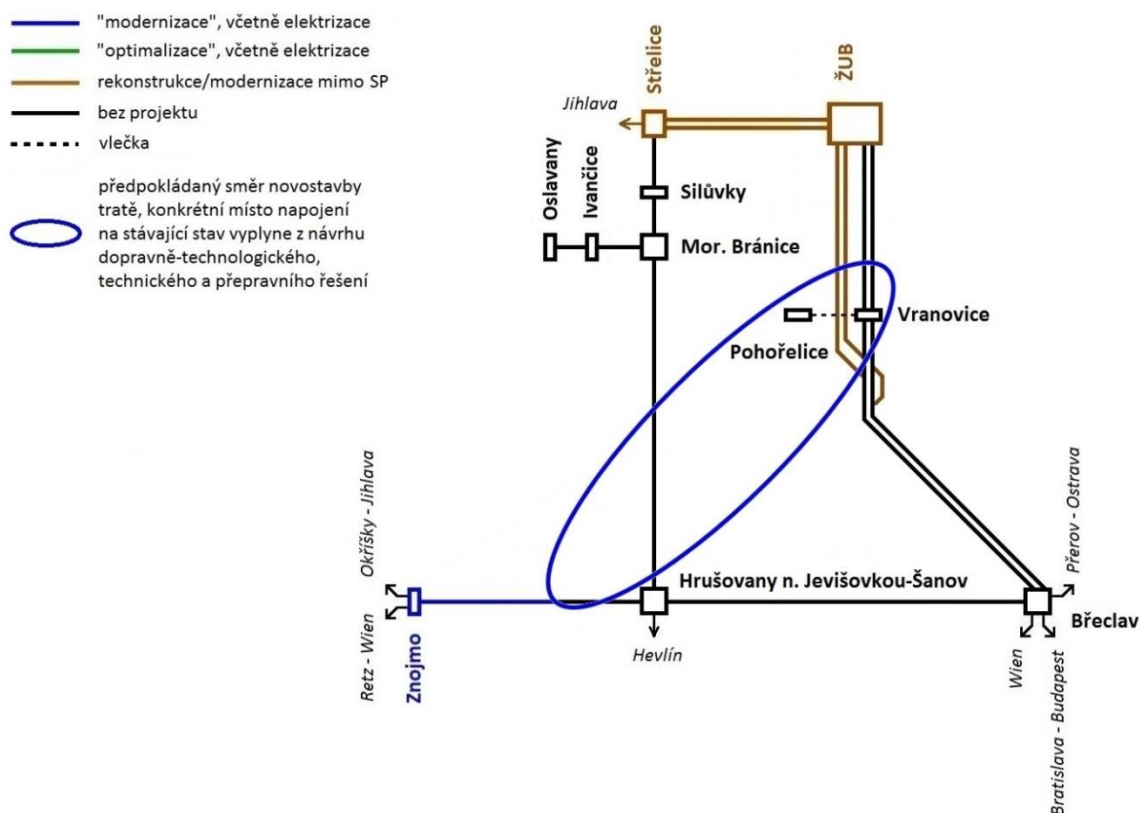 "modernizace", včetně elektrizace
"optimalizace", včetně elektrizace
rekonstrukce/modernizace mimo SP
bez projektu
vlečka
předpokládaný směr novostavby
tratě, konkrétní místo napojení
na stávající stav vyplyne z návrhu
dopravně-technologického,
technického a přepravního řešení
Střelice
ŽUB
Jihlava
Oslavany
Ivančice
Silůvky
Mor. Bránice
Vranovice
Pohořelice
Okříšky - Jihlava
Retz - Wien
Znojmo
Hrušovany n. Jevišovkou-Šanov
Hevlín
Přerov - Ostrava
Břeclav
Wien
Bratislava - Budapest